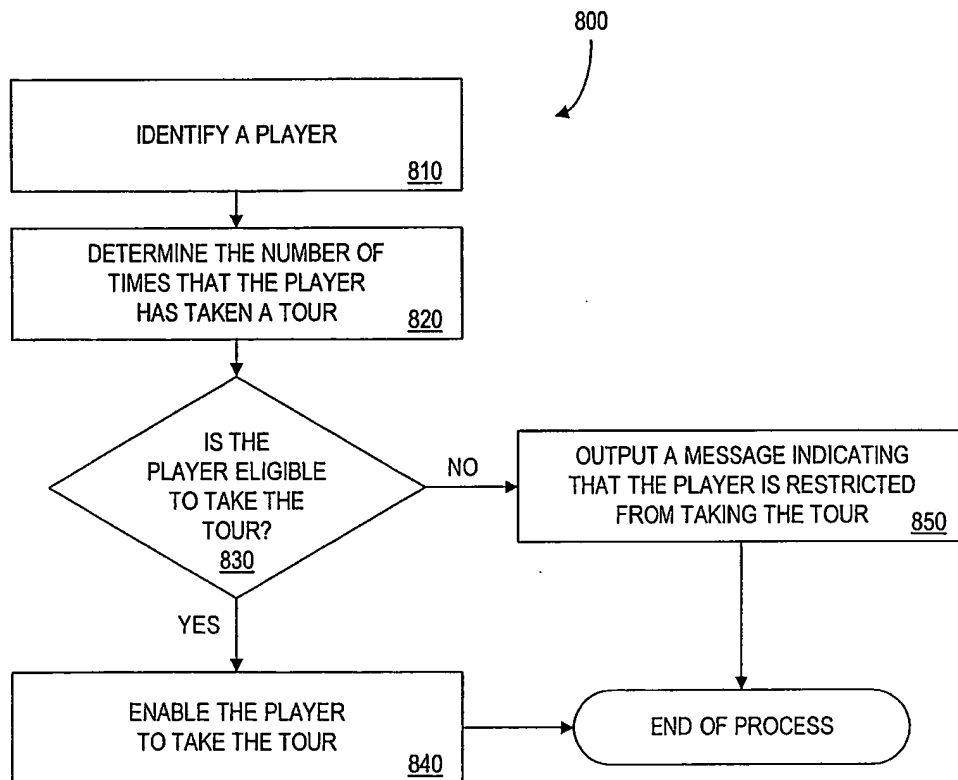 800
IDENTIFY A PLAYER
810
DETERMINE THE NUMBER OF
TIMES THAT THE PLAYER
HAS TAKEN A TOUR
820
IS THE
PLAYER ELIGIBLE
TO TAKE THE
TOUR?
830
NO
OUTPUT A MESSAGE INDICATING
THAT THE PLAYER IS RESTRICTED
FROM TAKING THE TOUR
850
YES
ENABLE THE PLAYER
TO TAKE THE TOUR
840
END OF PROCESS